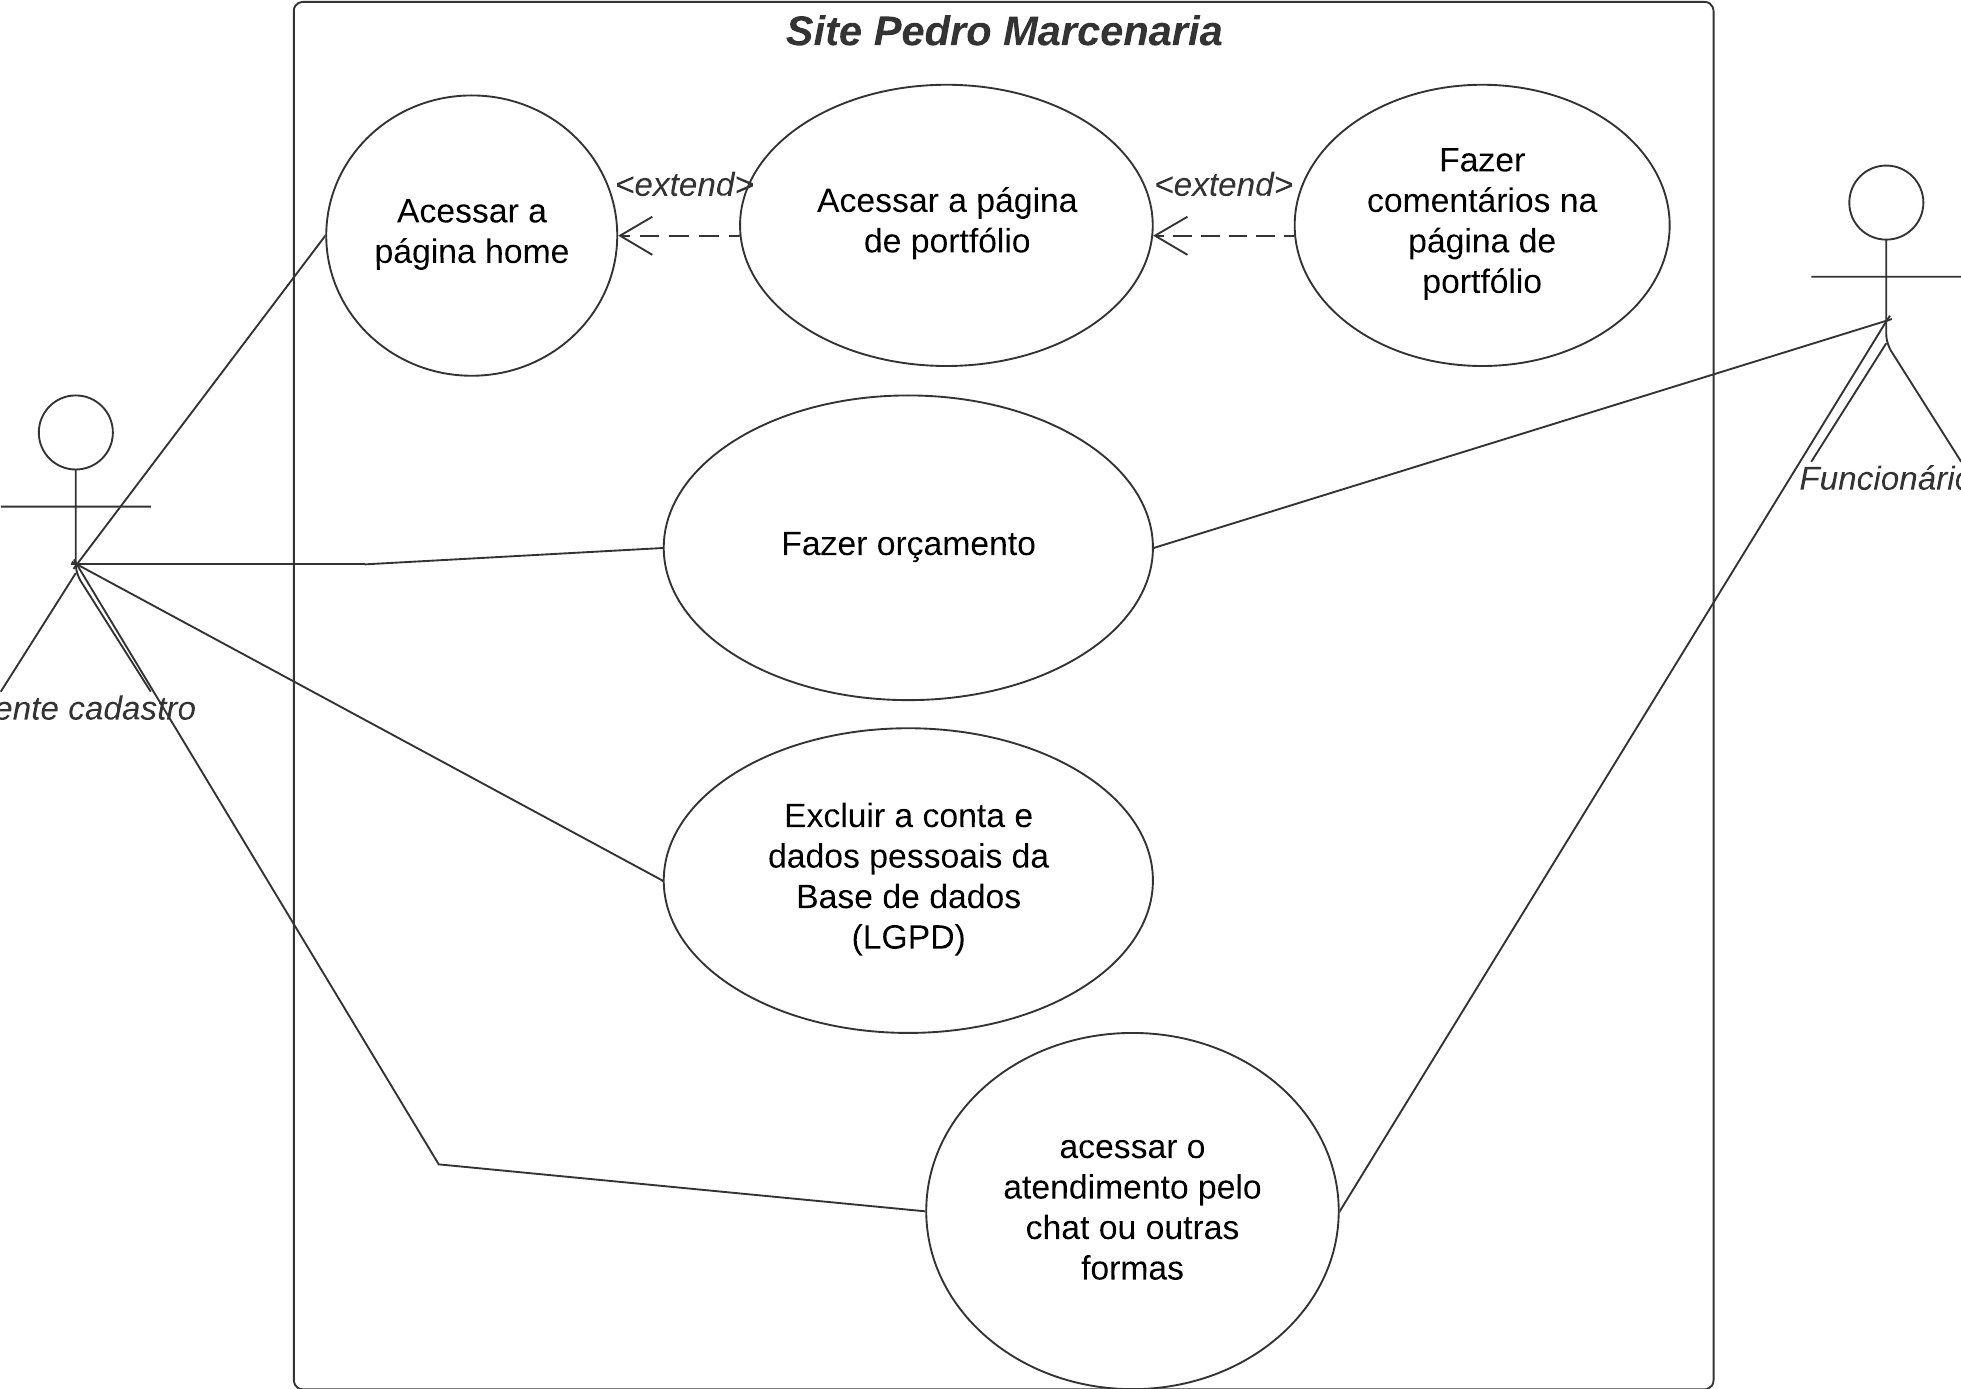 Site Pedro Marcenaria
Acessar a
página home
<extend>
Acessar a página
de portfólio
<extend>
Fazer
comentários na
página de
portfólio
Fazer orçamento
Excluir a conta e
dados pessoais da
Base de dados
(LGPD)
acessar o
atendimento pelo
chat ou outras
formas
ente cadastro
Funcionário